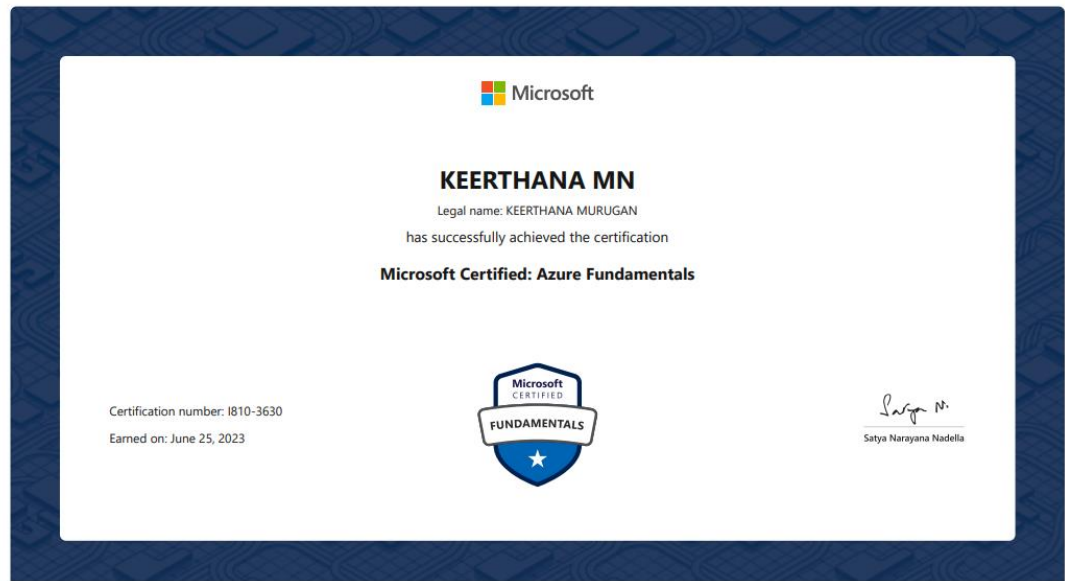 Microsoft
KEERTHANA MN
Legal name: KEERTHANA MURUGAN
has successfully achieved the certification
Microsoft Certified: Azure Fundamentals
Microsoft
CERTIFIED
FUNDAMENTALS
Certification number: I810-3630
Earned on: June 25, 2023
Satya N.
Satya Narayana Nadella